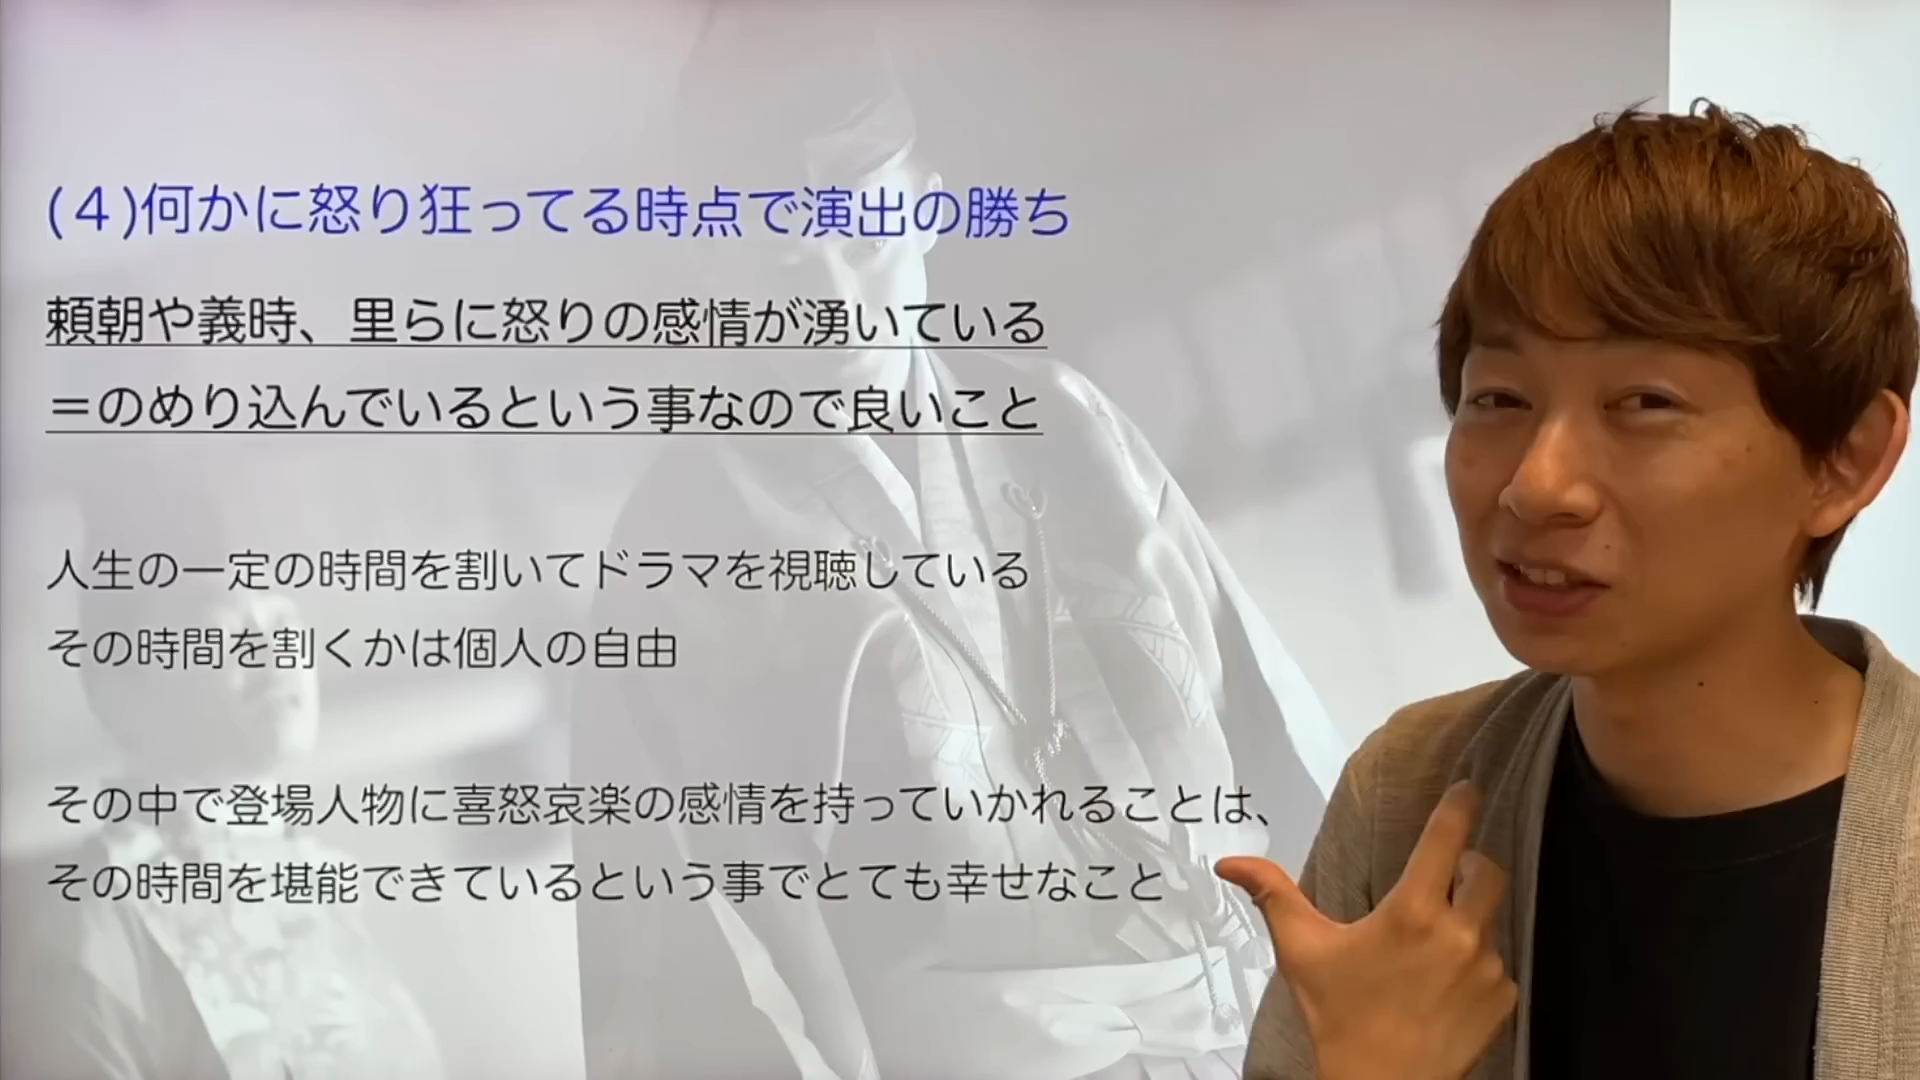 (４)何かに怒り狂ってる時点で演出の勝ち
頼朝や義時、里らに怒りの感情が湧いている
＝のめり込んでいるという事なので良いこと
人生の一定の時間を割いてドラマを視聴している
その時間を割くかは個人の自由
その中で登場人物に喜怒哀楽の感情を持っていかれることは、
その時間を堪能できているという事でとても幸せなこと